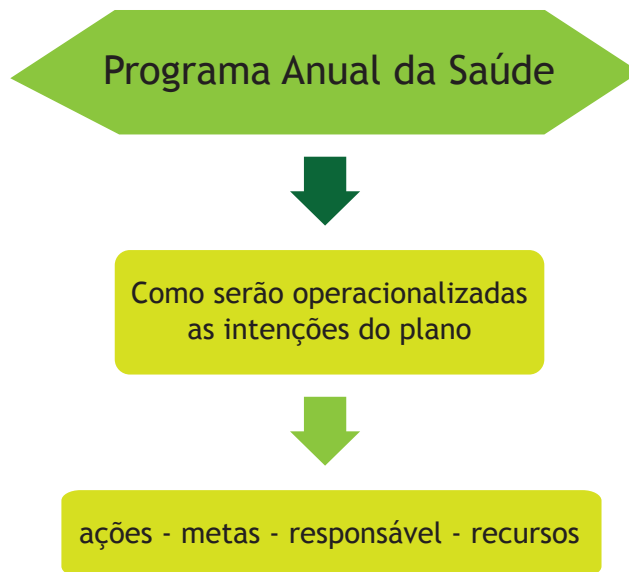 Programa Anual da Saúde
Como serão operacionalizadas
as intenções do plano
ações - metas - responsável - recursos